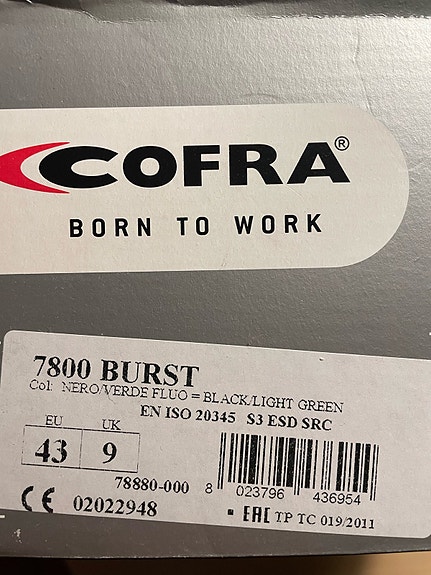 COFRA®
BORN TO WORK
7800 BURST
Col: NERO/VERDE FLUO = BLACK/LIGHT GREEN
EN ISO 20345 S3 ESD SRC
EU UK
43 9
78880-000
8 023796 436954
CE 02022948
EAC TP TC 019/2011